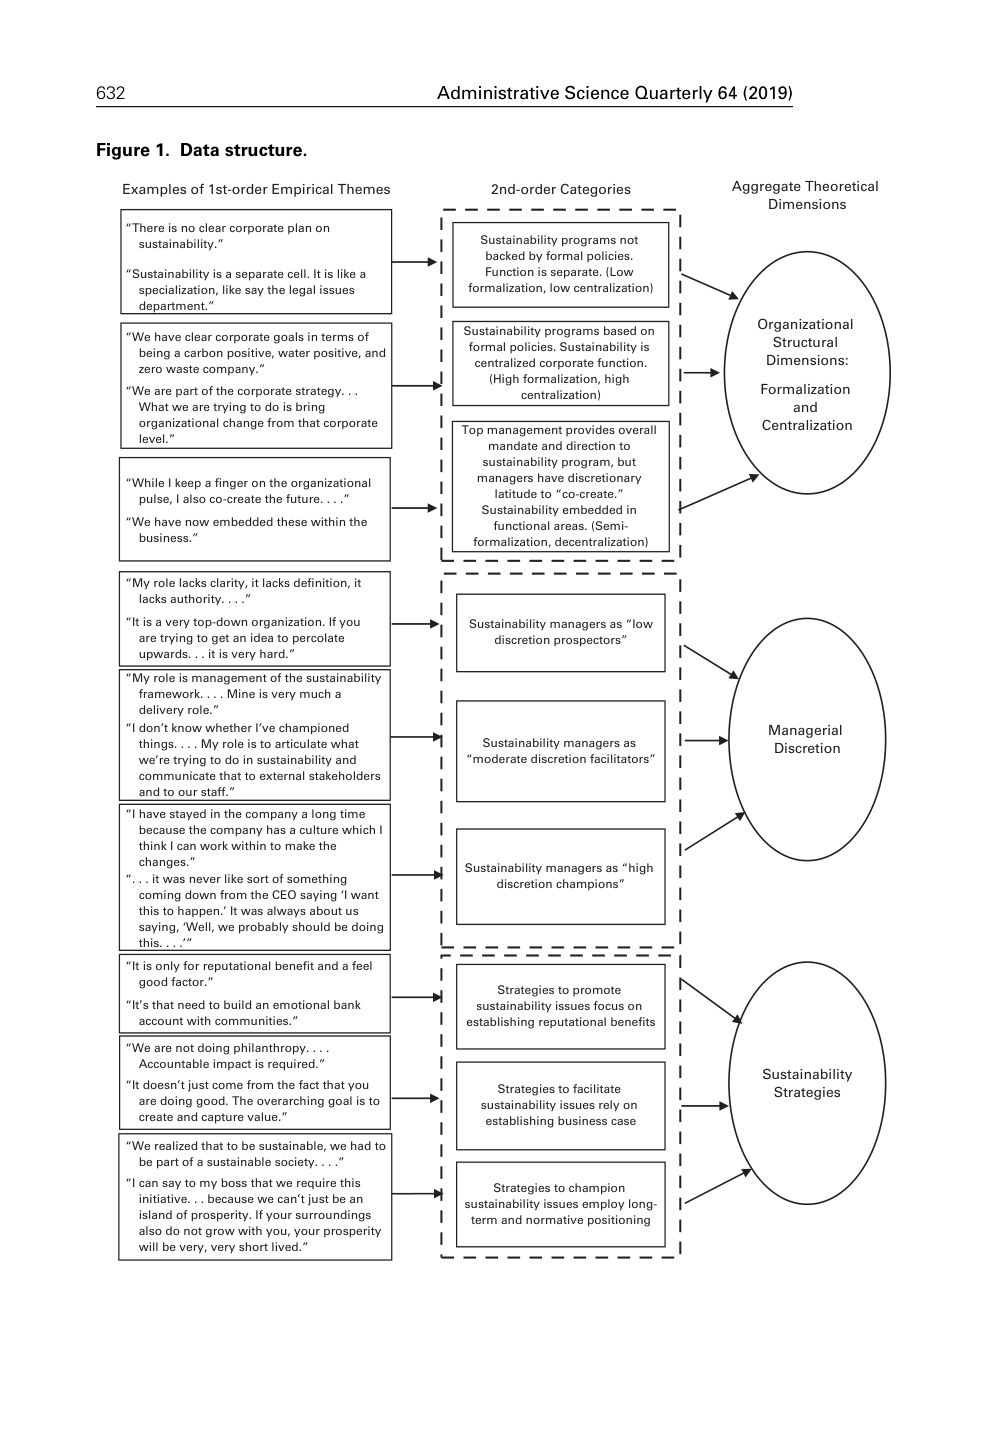 632
Administrative Science Quarterly 64 (2019)
Figure 1. Data structure.
Examples of 1st-order Empirical Themes
2nd-order Categories
Aggregate Theoretical
Dimensions
“There is no clear corporate plan on
sustainability.”
“Sustainability is a separate cell. It is like a
specialization, like say the legal issues
department.”
Sustainability programs not
backed by formal policies.
Function is separate. (Low
formalization, low centralization)
“We have clear corporate goals in terms of
being a carbon positive, water positive, and
zero waste company.”
“We are part of the corporate strategy. . .
What we are trying to do is bring
organizational change from that corporate
level.”
Sustainability programs based on
formal policies. Sustainability is
centralized corporate function.
(High formalization, high
centralization)
“While I keep a finger on the organizational
pulse, I also co-create the future. . . .”
“We have now embedded these within the
business.”
Top management provides overall
mandate and direction to
sustainability program, but
managers have discretionary
latitude to “co-create.”
Sustainability embedded in
functional areas. (Semi-
formalization, decentralization)
Organizational
Structural
Dimensions:
Formalization
and
Centralization
“My role lacks clarity, it lacks definition, it
lacks authority. . . .”
“It is a very top-down organization. If you
are trying to get an idea to percolate
upwards. . . it is very hard.”
Sustainability managers as “low
discretion prospectors”
“My role is management of the sustainability
framework. . . . Mine is very much a
delivery role.”
“I don’t know whether I’ve championed
things. . . . My role is to articulate what
we’re trying to do in sustainability and
communicate that to external stakeholders
and to our staff.”
Sustainability managers as
“moderate discretion facilitators”
“I have stayed in the company a long time
because the company has a culture which I
think I can work within to make the
changes.”
“. . . it was never like sort of something
coming down from the CEO saying ‘I want
this to happen.’ It was always about us
saying, ‘Well, we probably should be doing
this. . . .’”
Sustainability managers as “high
discretion champions”
Managerial
Discretion
“It is only for reputational benefit and a feel
good factor.”
“It’s that need to build an emotional bank
account with communities.”
Strategies to promote
sustainability issues focus on
establishing reputational benefits
“We are not doing philanthropy. . . .
Accountable impact is required.”
“It doesn’t just come from the fact that you
are doing good. The overarching goal is to
create and capture value.”
Strategies to facilitate
sustainability issues rely on
establishing business case
“We realized that to be sustainable, we had to
be part of a sustainable society. . . .”
“I can say to my boss that we require this
initiative. . . because we can’t just be an
island of prosperity. If your surroundings
also do not grow with you, your prosperity
will be very, very short lived.”
Strategies to champion
sustainability issues employ long-
term and normative positioning
Sustainability
Strategies